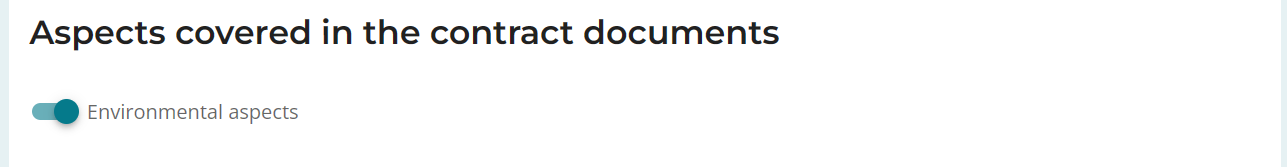 Aspects covered in the contract documents
Environmental aspects